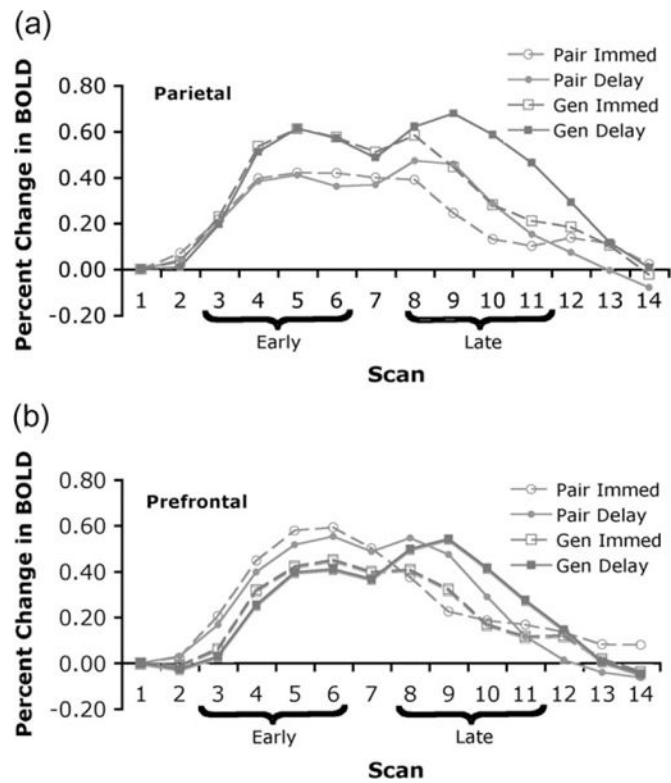 (a)
Percent Change in BOLD
0.80
0.60
0.40
0.20
0.00
-0.20
Parietal
Pair Immed
Pair Delay
Gen Immed
Gen Delay
1 2 3 4 5 6 7 8 9 10 11 12 13 14
Early Late
Scan
(b)
Percent Change in BOLD
0.80
0.60
0.40
0.20
0.00
-0.20
Prefrontal
Pair Immed
Pair Delay
Gen Immed
Gen Delay
1 2 3 4 5 6 7 8 9 10 11 12 13 14
Early Late
Scan